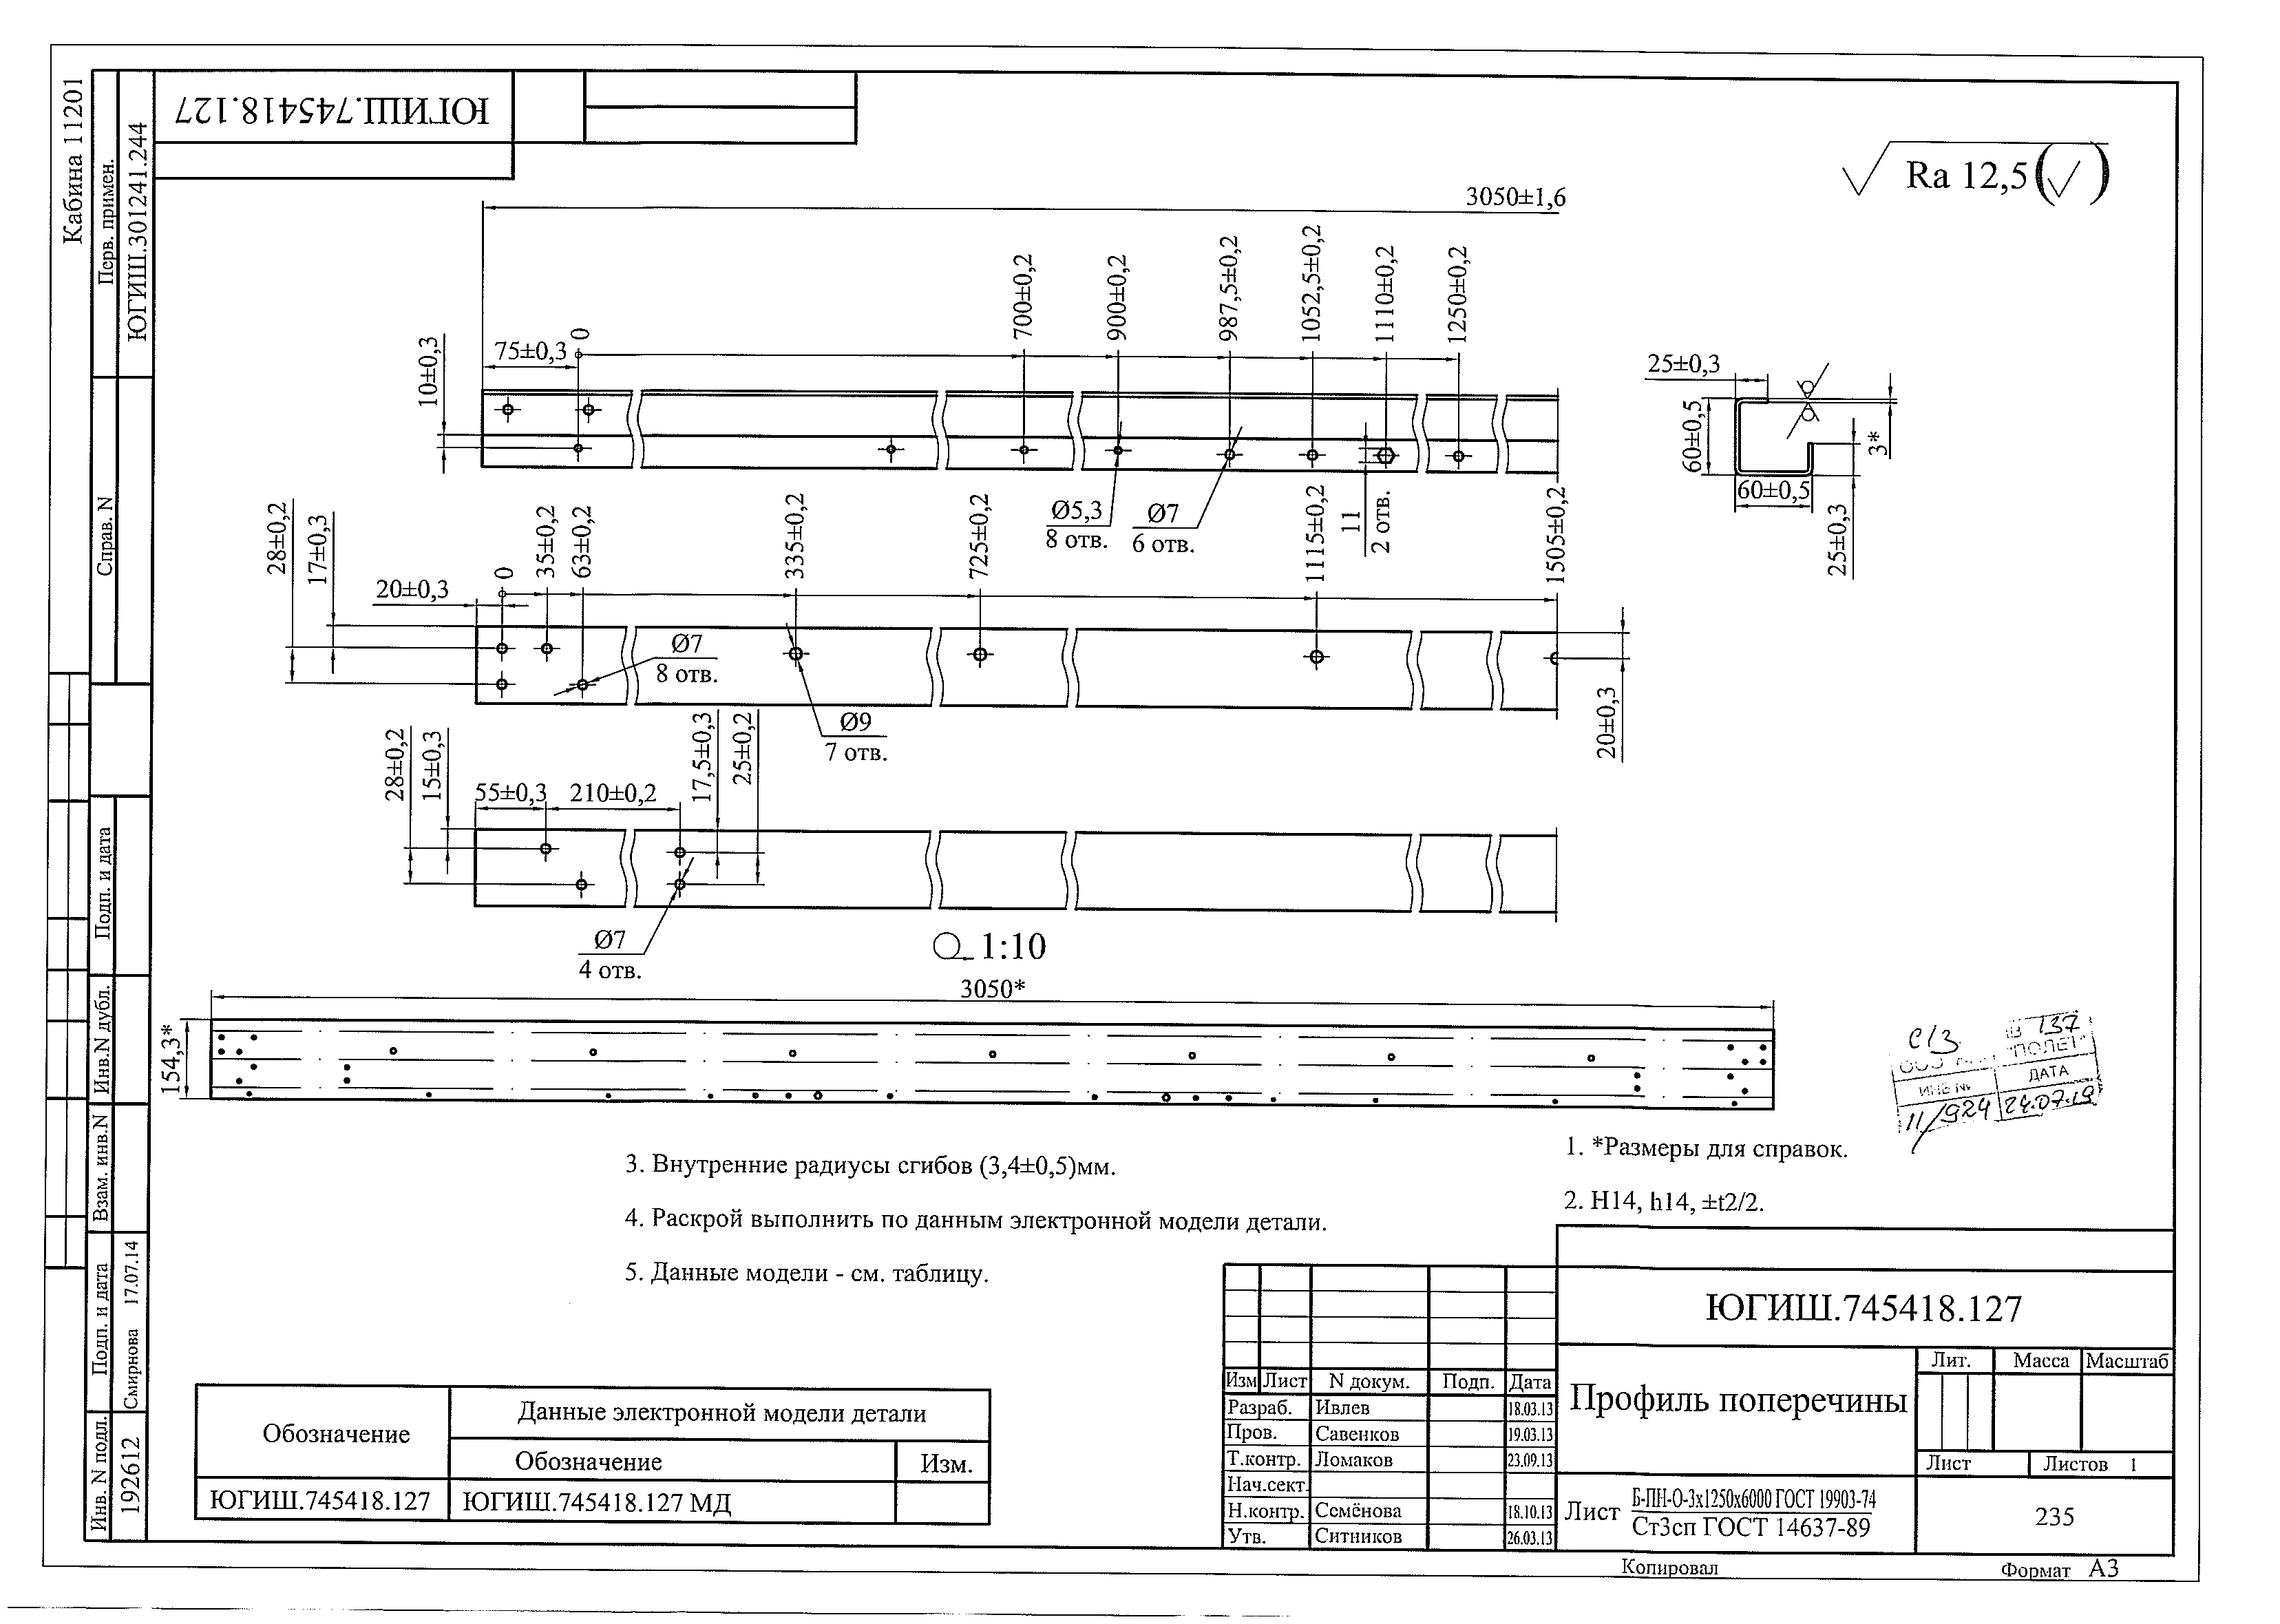 Кабина 11201
Перв. примен.
ЮГИШ.301241.244
Справ. N
Подп. и дата
Инв.N дубл.
Взам. инв.N
Подп. и дата
Смирнова 17.07.14
Инв. N подл.
192612
ЮГИШ.745418.127
Ra 12,5 (√)
3050±1,6
75±0,3
0
700±0,2
900±0,2
987,5±0,2
1052,5±0,2
1110±0,2
1250±0,2
10±0,3
Ø5,3
8 отв.
Ø7
6 отв.
11
2 отв.
25±0,3
60±0,5
3*
60±0,5
25±0,3
28±0,2
17±0,3
20±0,3
0
35±0,2
63±0,2
335±0,2
725±0,2
1115±0,2
1505±0,2
Ø7
8 отв.
Ø9
7 отв.
20±0,3
28±0,2
15±0,3
55±0,3
210±0,2
17,5±0,3
25±0,2
Ø7
4 отв.
1:10
3050*
154,3*
137
"ПОЛЕТ"
ДАТА
11/924
24.07.19
1. *Размеры для справок.
2. H14, h14, ±t2/2.
3. Внутренние радиусы сгибов (3,4±0,5)мм.
4. Раскрой выполнить по данным электронной модели детали.
5. Данные модели - см. таблицу.
Обозначение
Данные электронной модели детали
Обозначение Изм.
ЮГИШ.745418.127 ЮГИШ.745418.127 МД
ЮГИШ.745418.127
Изм Лист N докум. Подп. Дата
Разраб. Ивлев 18.03.13
Пров. Савенков 19.03.13
Т.контр. Ломаков 23.09.13
Нач.сект.
Н.контр. Семёнова 18.10.13
Утв. Ситников 26.03.13
Профиль поперечины
Лит. Масса Масштаб
Лист Листов 1
Лист
Б-ПН-О-3х1250х6000 ГОСТ 19903-74
Ст3сп ГОСТ 14637-89
235
Копировал
Формат А3